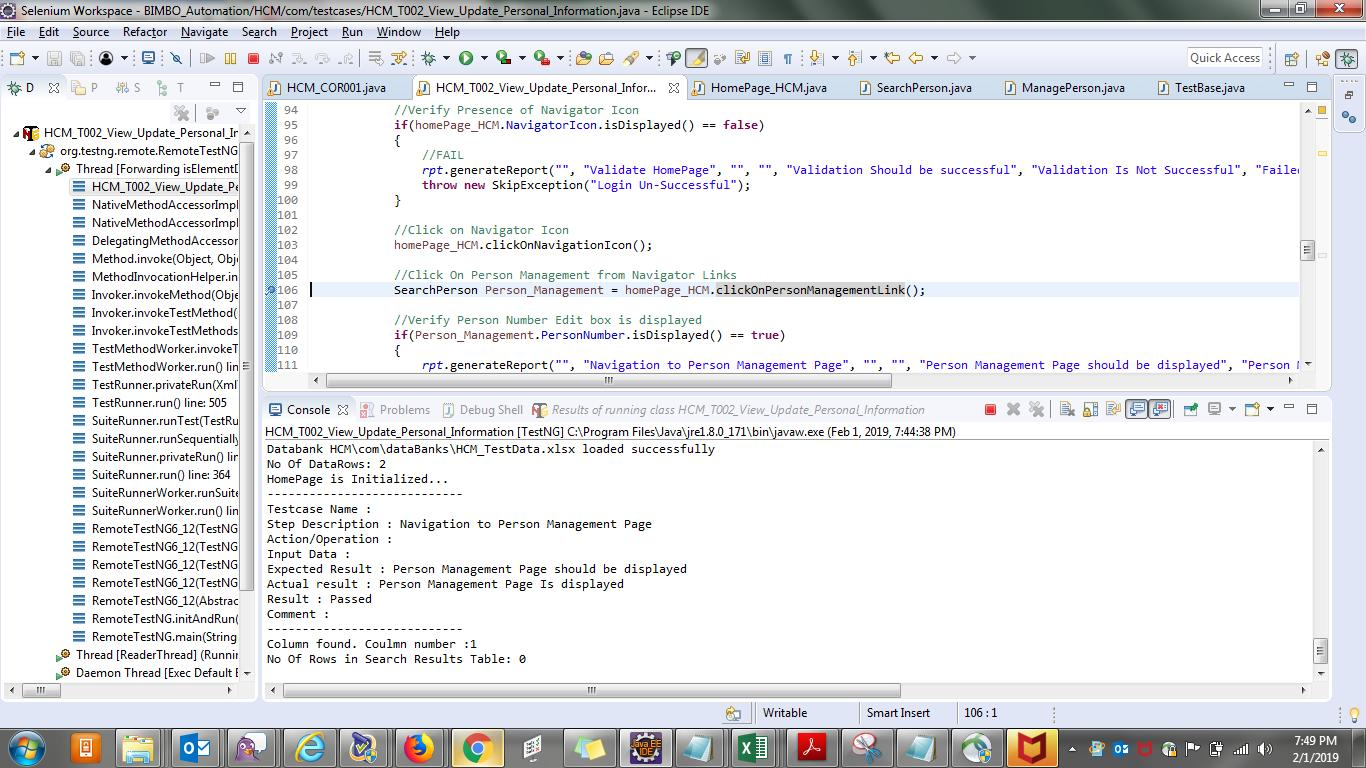 Selenium Workspace - BIMBO_Automation/HCM/com/testcases/HCM_T002_View_Update_Personal_Information.java - Eclipse IDE
File Edit Source Refactor Navigate Search Project Run Window Help
Quick Access
D P S T
HCM_COR001.java HCM_T002_View_Update_Personal_Infor... HomePage_HCM.java SearchPerson.java ManagePerson.java TestBase.java
HCM_T002_View_Update_Personal_In
org.testng.remote.RemoteTestNG
Thread [Forwarding isElementD
HCM_T002_View_Update_Pe
NativeMethodAccessorImpl
NativeMethodAccessorImpl
DelegatingMethodAccessor
Method.invoke(Object, Obj
MethodInvocationHelper.in
Invoker.invokeMethod(Obje
Invoker.invokeTestMethod(
Invoker.invokeTestMethods
TestMethodWorker.invokeT
TestMethodWorker.run() lin
TestRunner.privateRun(Xml
TestRunner.run() line: 505
SuiteRunner.runTest(TestRu
SuiteRunner.runSequentially
SuiteRunner.privateRun() lin
SuiteRunner.run() line: 364
SuiteRunnerWorker.runSuite
SuiteRunnerWorker.run() lin
RemoteTestNG6_12(TestNG
RemoteTestNG6_12(TestNG
RemoteTestNG6_12(TestNG
RemoteTestNG6_12(TestNG
RemoteTestNG6_12(Abstrac
RemoteTestNG.initAndRun(
RemoteTestNG.main(String
Thread [ReaderThread] (Runnin
Daemon Thread [Exec Default E
94 //Verify Presence of Navigator Icon
95 if(homePage_HCM.NavigatorIcon.isDisplayed() == false)
96 {
97 //FAIL
98 rpt.generateReport("", "Validate HomePage", "", "", "Validation Should be successful", "Validation Is Not Successful", "Failed
99 throw new SkipException("Login Un-Successful");
100 }
101
102 //Click on Navigator Icon
103 homePage_HCM.clickOnNavigationIcon();
104
105 //Click On Person Management from Navigator Links
106 SearchPerson Person_Management = homePage_HCM.clickOnPersonManagementLink();
107
108 //Verify Person Number Edit box is displayed
109 if(Person_Management.PersonNumber.isDisplayed() == true)
110 {
111 rpt.generateReport("", "Navigation to Person Management Page", "", "", "Person Management Page should be displayed", "Person M
Console Problems Debug Shell Results of running class HCM_T002_View_Update_Personal_Information
HCM_T002_View_Update_Personal_Information [TestNG] C:\Program Files\Java\jre1.8.0_171\bin\javaw.exe (Feb 1, 2019, 7:44:38 PM)
Databank HCM\com\dataBanks\HCM_TestData.xlsx loaded successfully
No Of DataRows: 2
HomePage is Initialized...
----------------------------
Testcase Name :
Step Description : Navigation to Person Management Page
Action/Operation :
Input Data :
Expected Result : Person Management Page should be displayed
Actual result : Person Management Page Is displayed
Result : Passed
Comment :
----------------------------
Column found. Coulmn number :1
No Of Rows in Search Results Table: 0
Writable Smart Insert 106 : 1
Java EE
IDE
7:49 PM
2/1/2019